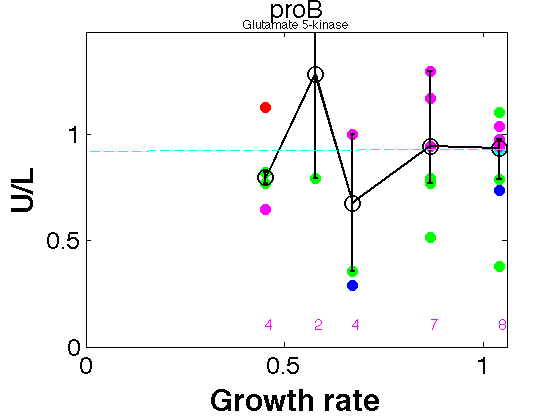 proB
Glutamate 5-kinase
U/L
1
0.5
0
4 2 4 7 8
0 0.5 1
Growth rate